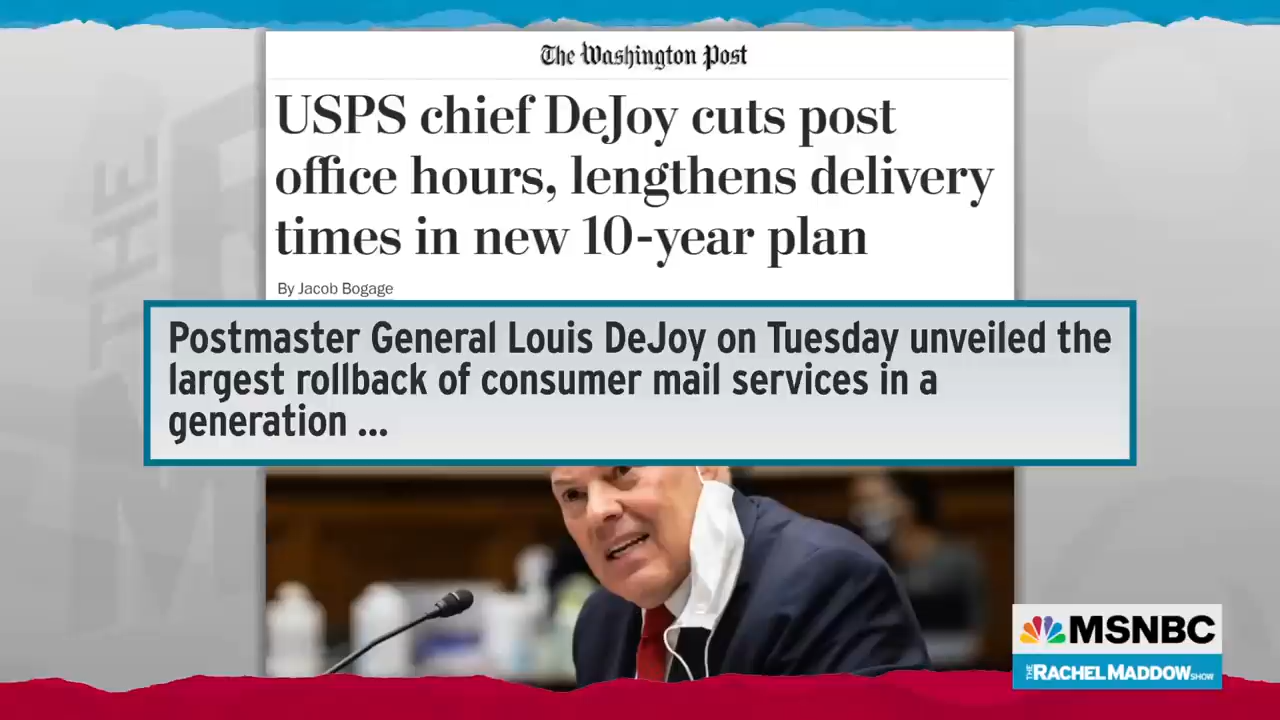 The Washington Post
USPS chief DeJoy cuts post
office hours, lengthens delivery
times in new 10-year plan
By Jacob Bogage
Postmaster General Louis DeJoy on Tuesday unveiled the
largest rollback of consumer mail services in a
generation ...
THE
MSNBC
THE RACHEL MADDOW SHOW